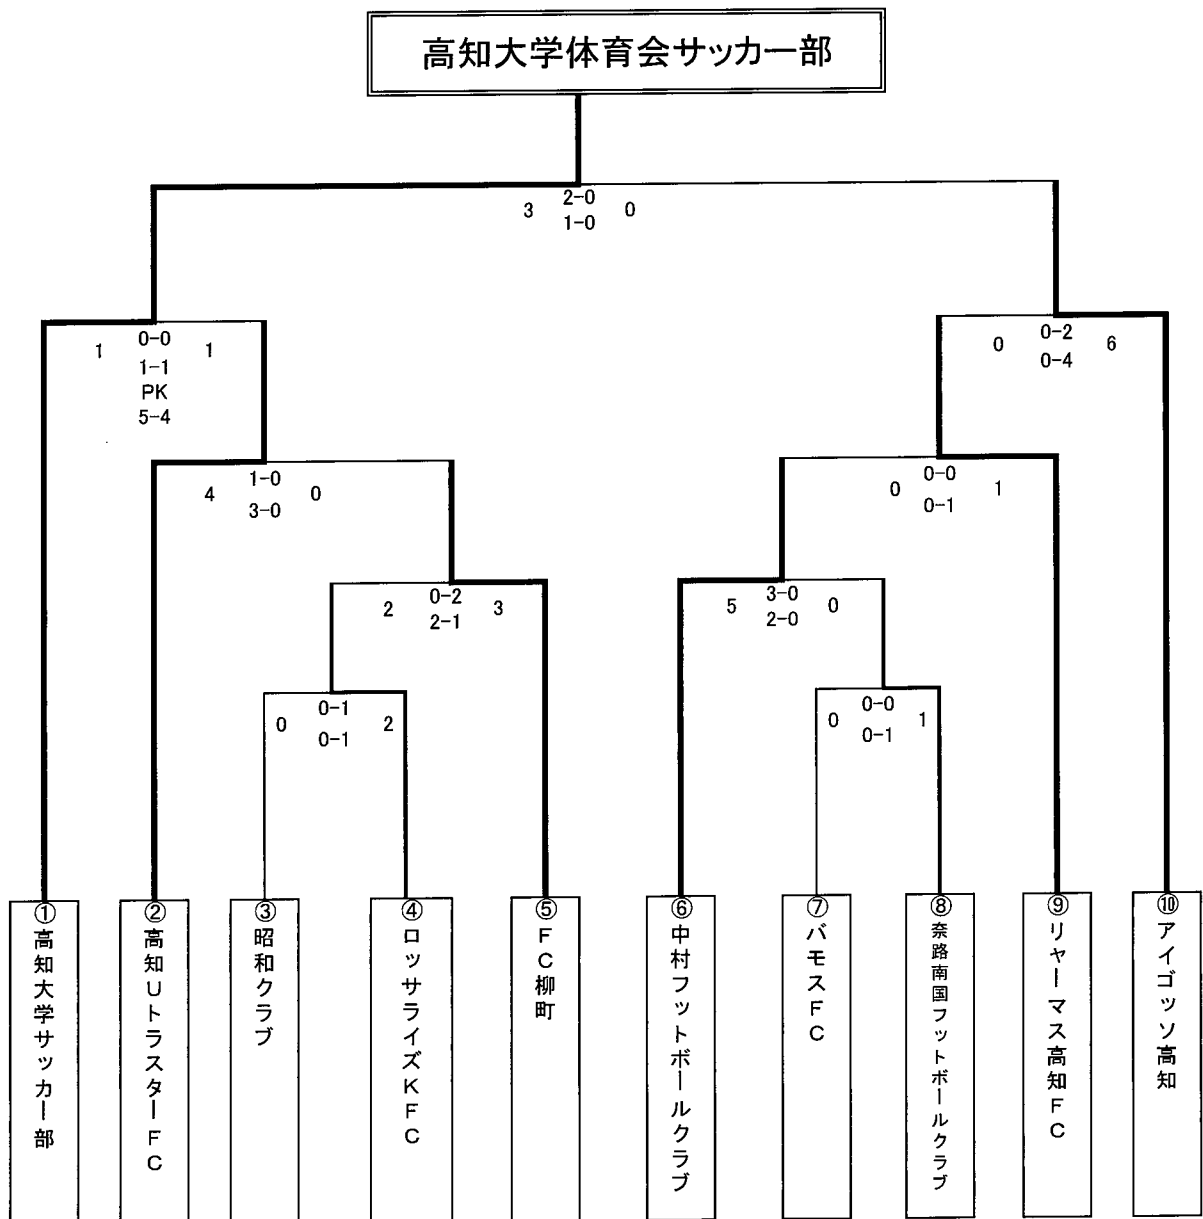 高知大学体育会サッカー部
3 2-0 0
1-0
1 0-0 1
1-1
PK
5-4
0 0-2 6
0-4
4 1-0 0
3-0
0 0-0 1
0-1
2 0-2 3
2-1
5 3-0 0
2-0
0 0-1 2
0-1
0 0-0 1
0-1
①高知大学サッカー部
②高知UトラスターFC
③昭和クラブ
④ロッサライズKFC
⑤FC柳町
⑥中村フットボールクラブ
⑦バモスFC
⑧奈路南国フットボールクラブ
⑨リャーマス高知FC
⑩アイゴッソ高知